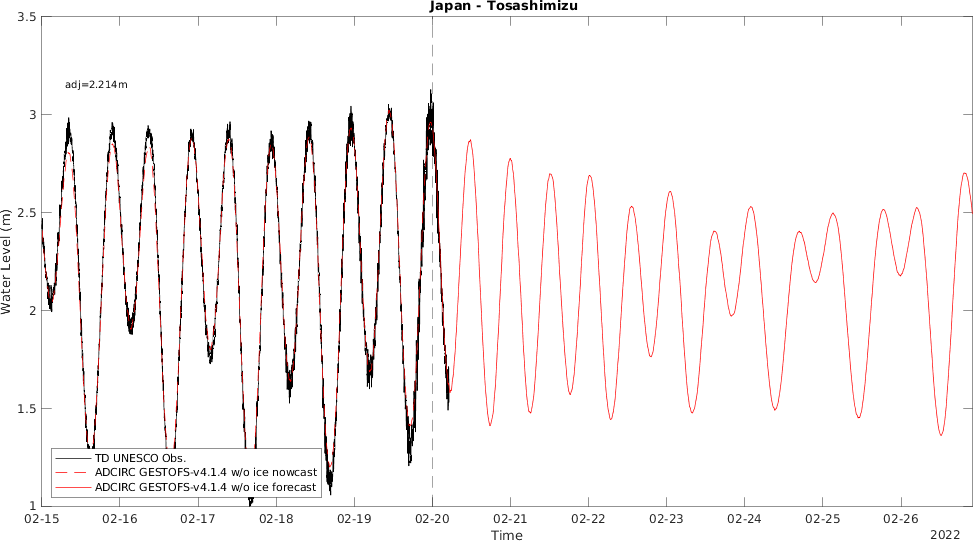 Japan - Tosashimizu
adj=2.214m
Water Level (m)
3.5
3
2.5
2
1.5
1
TD UNESCO Obs.
ADCIRC GESTOFS-v4.1.4 w/o ice nowcast
ADCIRC GESTOFS-v4.1.4 w/o ice forecast
02-15 02-16 02-17 02-18 02-19 02-20 02-21 02-22 02-23 02-24 02-25 02-26
Time
2022